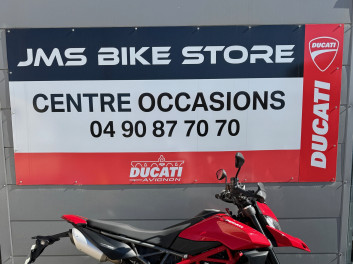 JMS BIKE STORE
DUCATI
CENTRE OCCASIONS
04 90 87 70 70
DUCATI
DUCATI
AVIGNON